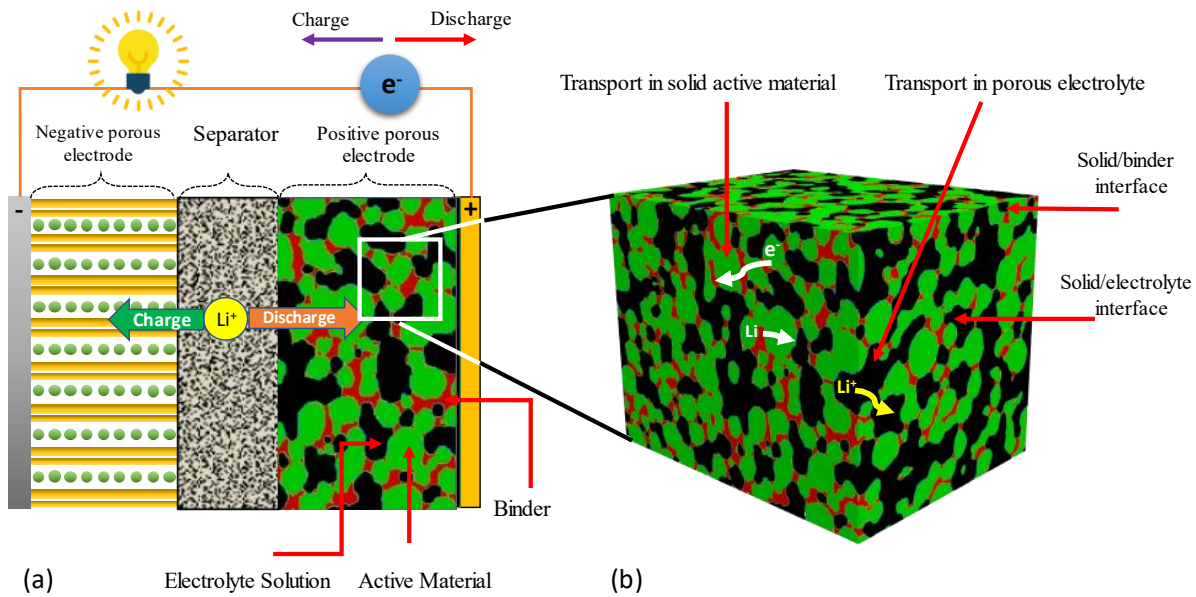 Charge
Discharge
e-
Negative porous
electrode
Separator
Positive porous
electrode
-
+
Charge
Li+
Discharge
Binder
Electrolyte Solution
Active Material
(a)
Transport in solid active material
Transport in porous electrolyte
Solid/binder
interface
Solid/electrolyte
interface
e-
Li
Li+
(b)